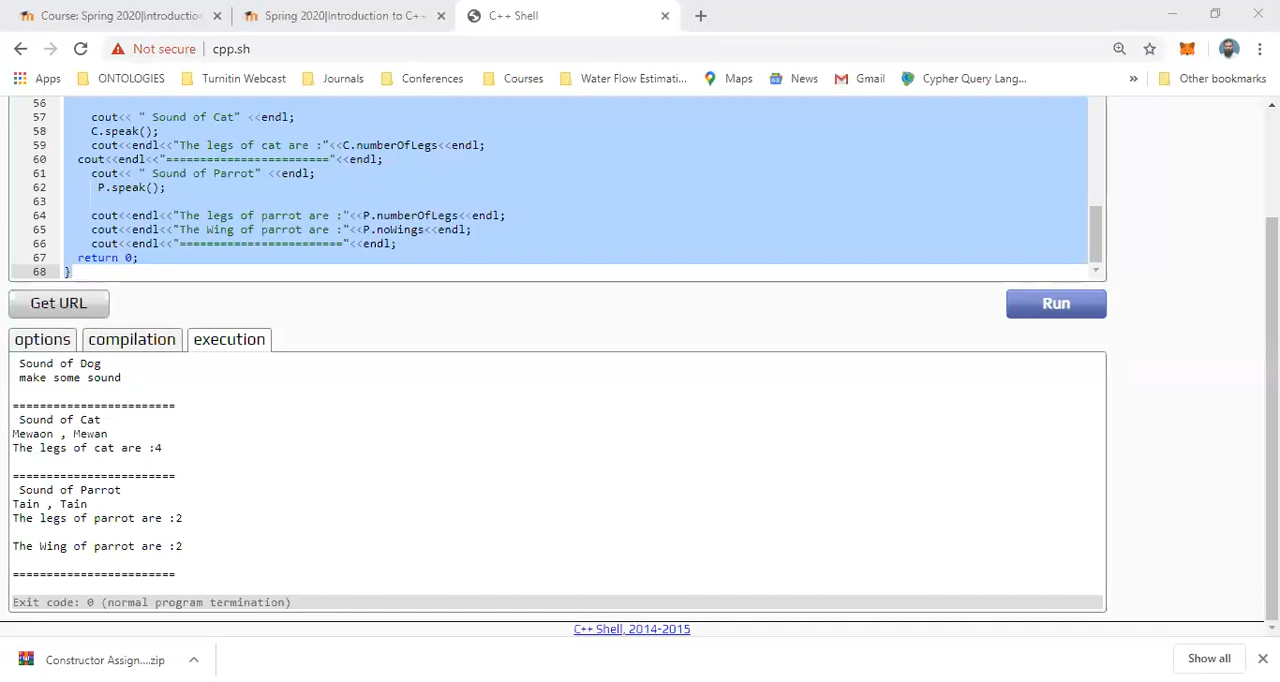 Course: Spring 2020|introduction
Spring 2020|Introduction to C++
C++ Shell
Not secure | cpp.sh
Apps ONTOLOGIES Turnitin Webcast Journals Conferences Courses Water Flow Estimati... Maps News Gmail Cypher Query Lang... » Other bookmarks
56
57 cout<< " Sound of Cat" <<endl;
58 C.speak();
59 cout<<endl<<"The legs of cat are :"<<C.numberOfLegs<<endl;
60 cout<<endl<<"========================"<<endl;
61 cout<< " Sound of Parrot" <<endl;
62 P.speak();
63
64 cout<<endl<<"The legs of parrot are :"<<P.numberOfLegs<<endl;
65 cout<<endl<<"The Wing of parrot are :"<<P.noWings<<endl;
66 cout<<endl<<"========================"<<endl;
67 return 0;
68 }
Get URL Run
options compilation execution
Sound of Dog
make some sound
========================
Sound of Cat
Mewaon , Mewan
The legs of cat are :4
========================
Sound of Parrot
Tain , Tain
The legs of parrot are :2
The Wing of parrot are :2
========================
Exit code: 0 (normal program termination)
C++ Shell, 2014-2015
Constructor Assign....zip Show all